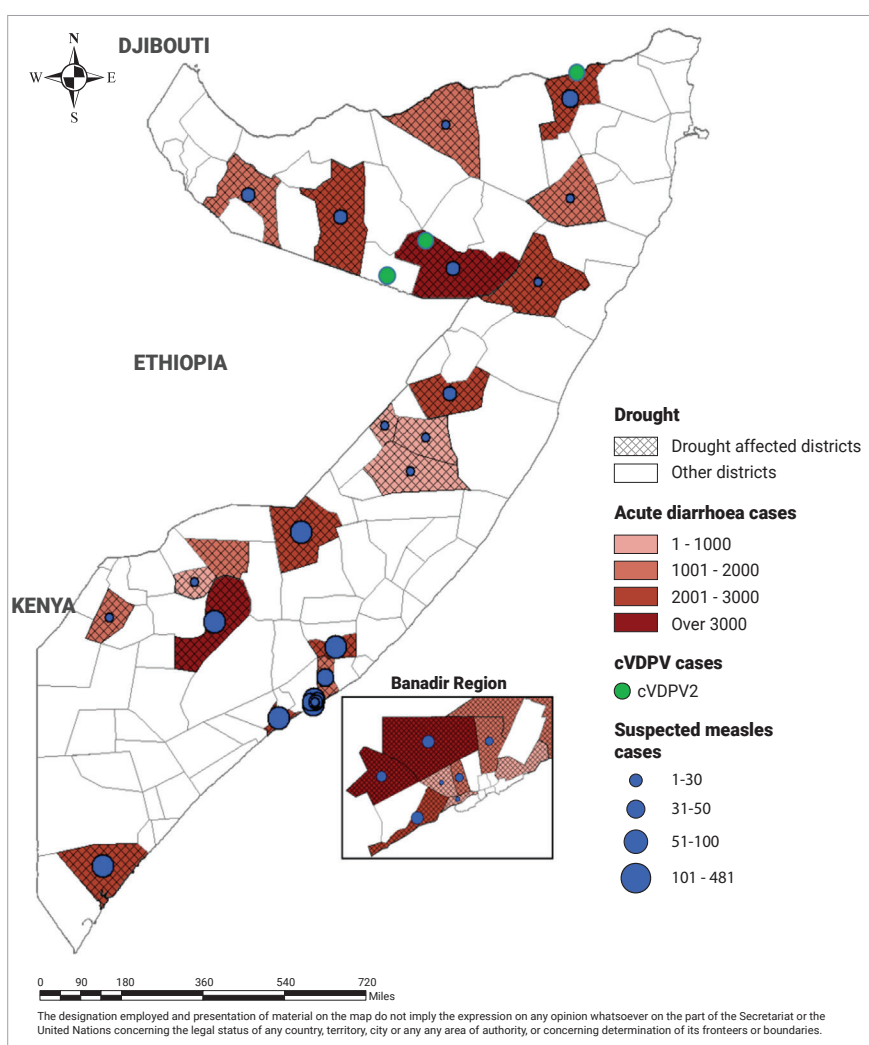 DJIBOUTI
N
W
E
S
ETHIOPIA
KENYA
Banadir Region
Drought
Drought affected districts
Other districts
Acute diarrhoea cases
1 - 1000
1001 - 2000
2001 - 3000
Over 3000
cVDPV cases
cVDPV2
Suspected measles
cases
1-30
31-50
51-100
101 - 481
0 90 180 360 540 720
Miles
The designation employed and presentation of material on the map do not imply the expression on any opinion whatsoever on the part of the Secretariat or the
United Nations concerning the legal status of any country, territory, city or any any area of authority, or concerning determination of its fronteers or boundaries.